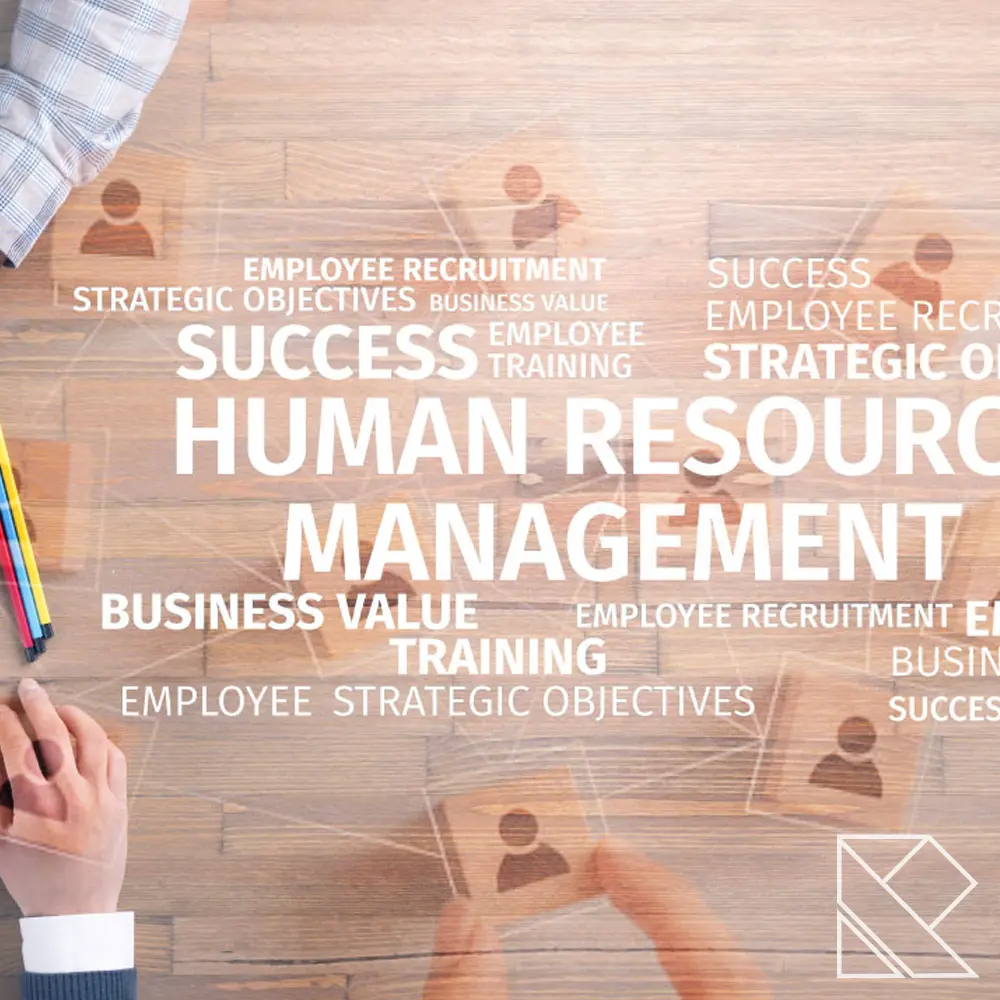 EMPLOYEE RECRUITMENT
STRATEGIC OBJECTIVES BUSINESS VALUE
SUCCESS EMPLOYEE
TRAINING
SUCCESS
EMPLOYEE RECR
STRATEGIC O
HUMAN RESOURC
MANAGEMENT
BUSINESS VALUE
EMPLOYEE RECRUITMENT
TRAINING
BUSIN
EMPLOYEE STRATEGIC OBJECTIVES
SUCCES